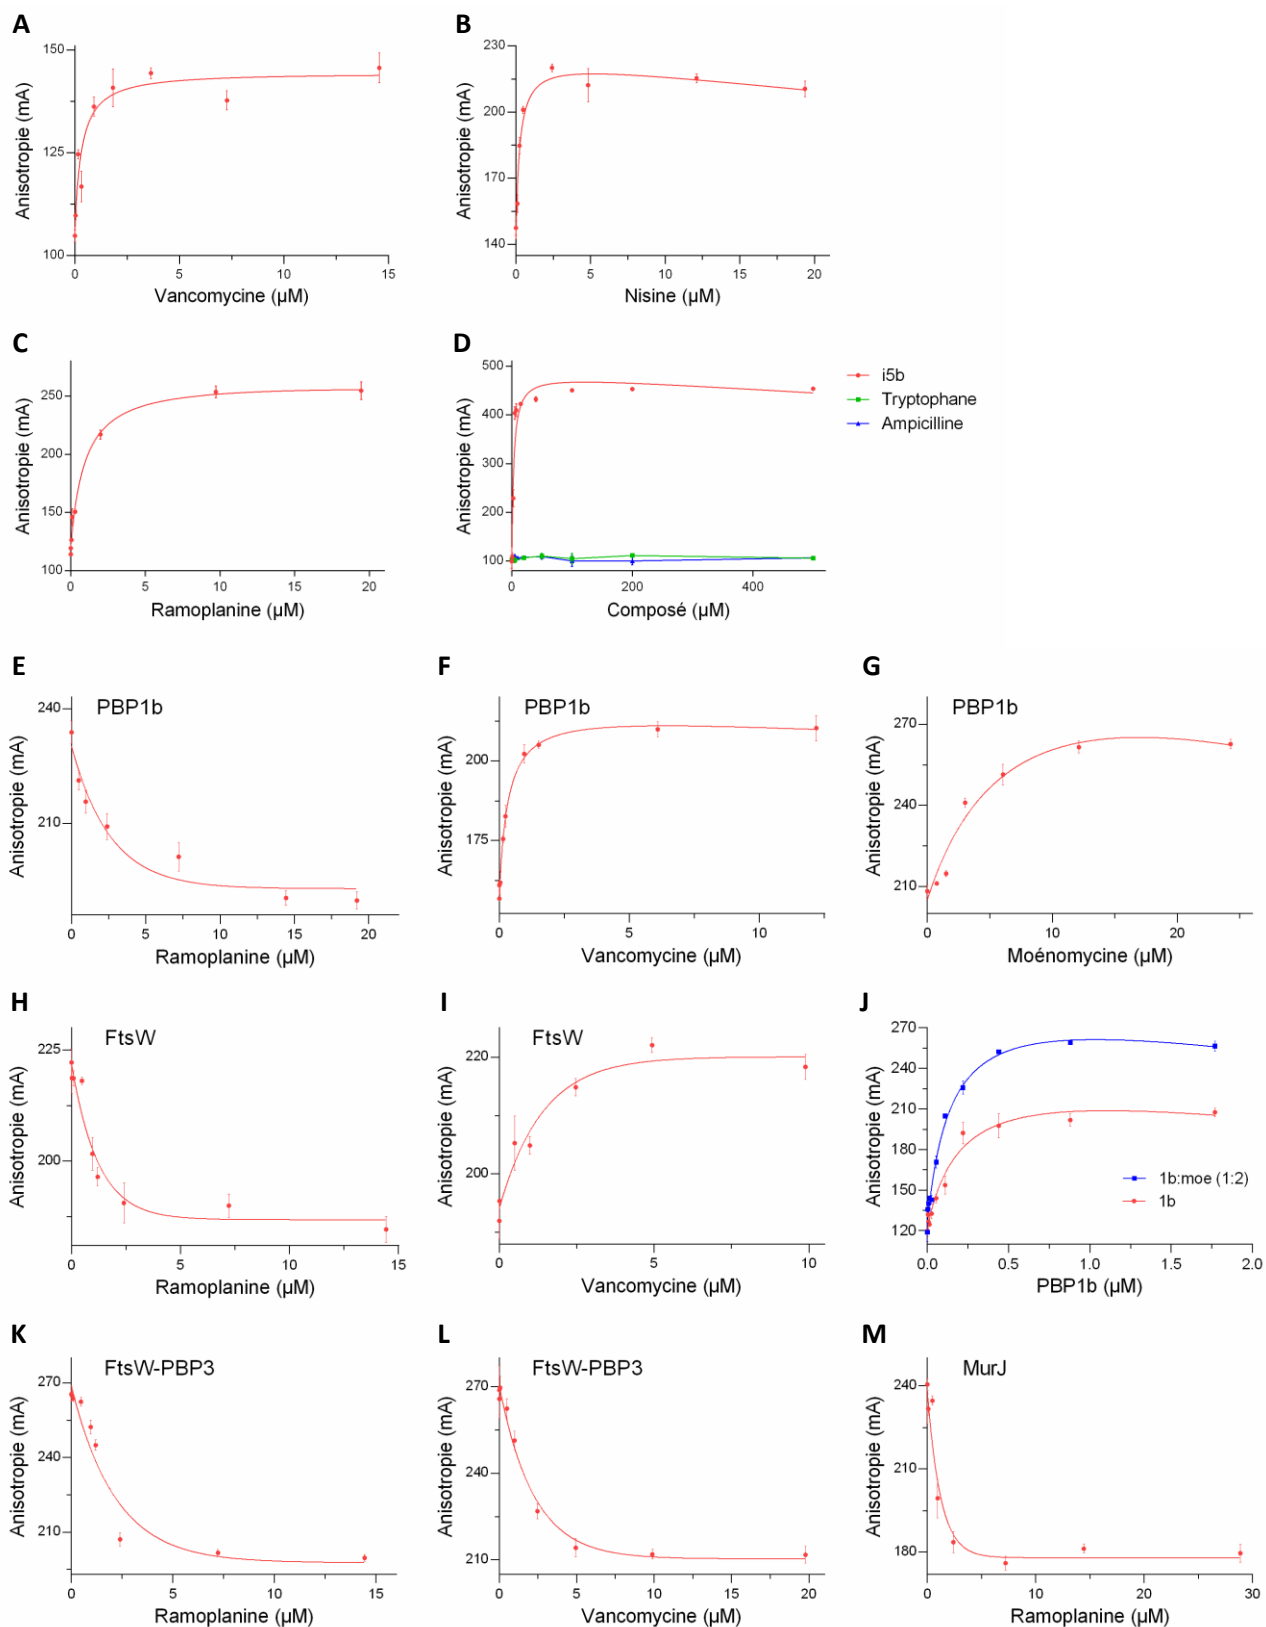 A
Anisotropie (mA)
150
125
100
0 5 10 15
Vancomycine (µM)
B
Anisotropie (mA)
230
200
170
140
0 5 10 15 20
Nisine (µM)
C
Anisotropie (mA)
250
200
150
100
0 5 10 15 20
Ramoplanine (µM)
D
Anisotropie (mA)
500
400
300
200
100
0 200 400
Composé (µM)
i5b
Tryptophane
Ampicilline
E
PBP1b
Anisotropie (mA)
240
210
0 5 10 15 20
Ramoplanine (µM)
F
PBP1b
Anisotropie (mA)
200
175
0 5 10
Vancomycine (µM)
G
PBP1b
Anisotropie (mA)
270
240
210
0 10 20
Moénomycine (µM)
H
FtsW
Anisotropie (mA)
225
200
0 5 10 15
Ramoplanine (µM)
I
FtsW
Anisotropie (mA)
220
200
0 5 10
Vancomycine (µM)
J
Anisotropie (mA)
270
240
210
180
150
120
1b:moe (1:2)
1b
0.0 0.5 1.0 1.5 2.0
PBP1b (µM)
K
FtsW-PBP3
Anisotropie (mA)
270
240
210
0 5 10 15
Ramoplanine (µM)
L
FtsW-PBP3
Anisotropie (mA)
270
240
210
0 5 10 15 20
Vancomycine (µM)
M
MurJ
Anisotropie (mA)
240
210
180
0 10 20 30
Ramoplanine (µM)